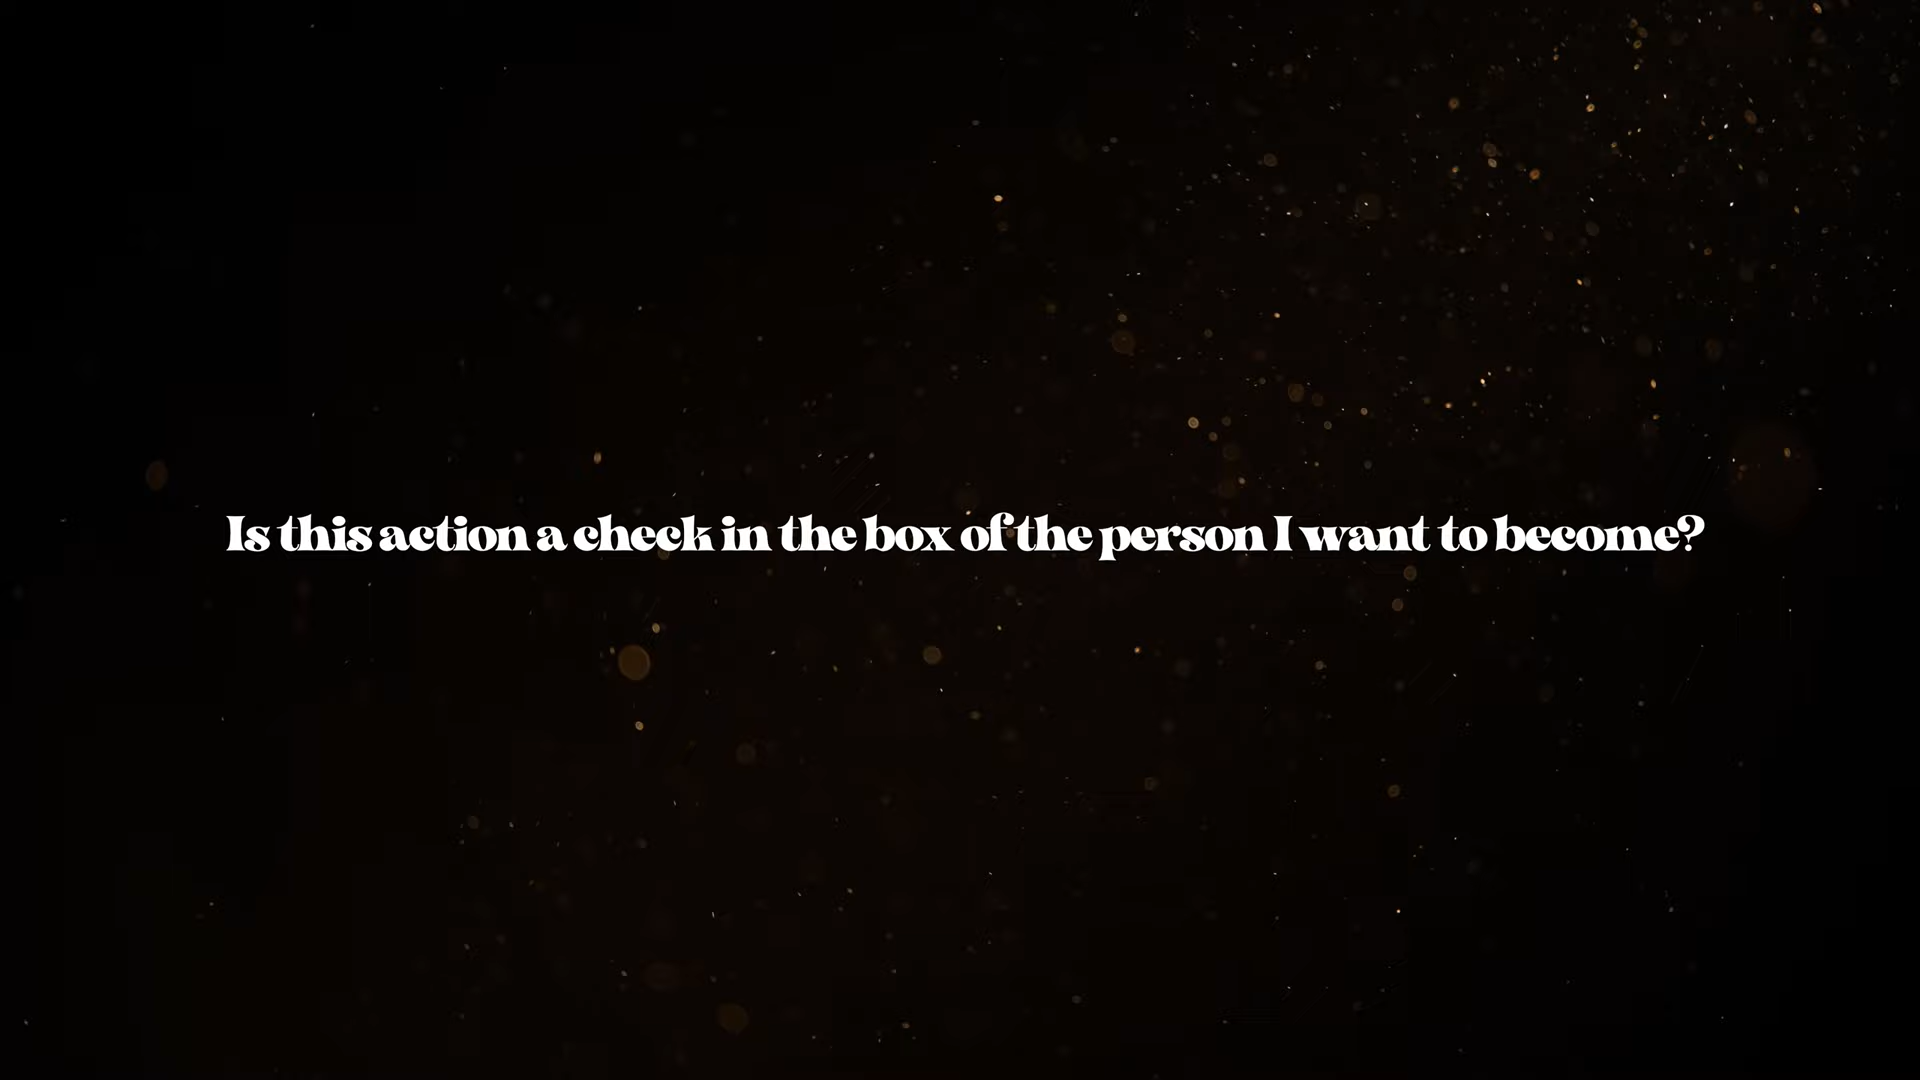 Is this action a check in the box of the person I want to become?